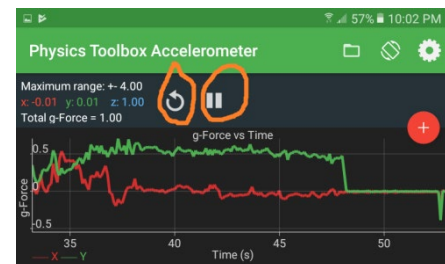 57% 10:02 PM
Physics Toolbox Accelerometer
Maximum range: +- 4.00
x: -0.01 y: 0.01 z: 1.00
Total g-Force = 1.00
g-Force vs Time
g-Force
0.5
0
-0.5
35 40 45 50
X Y Time (s)